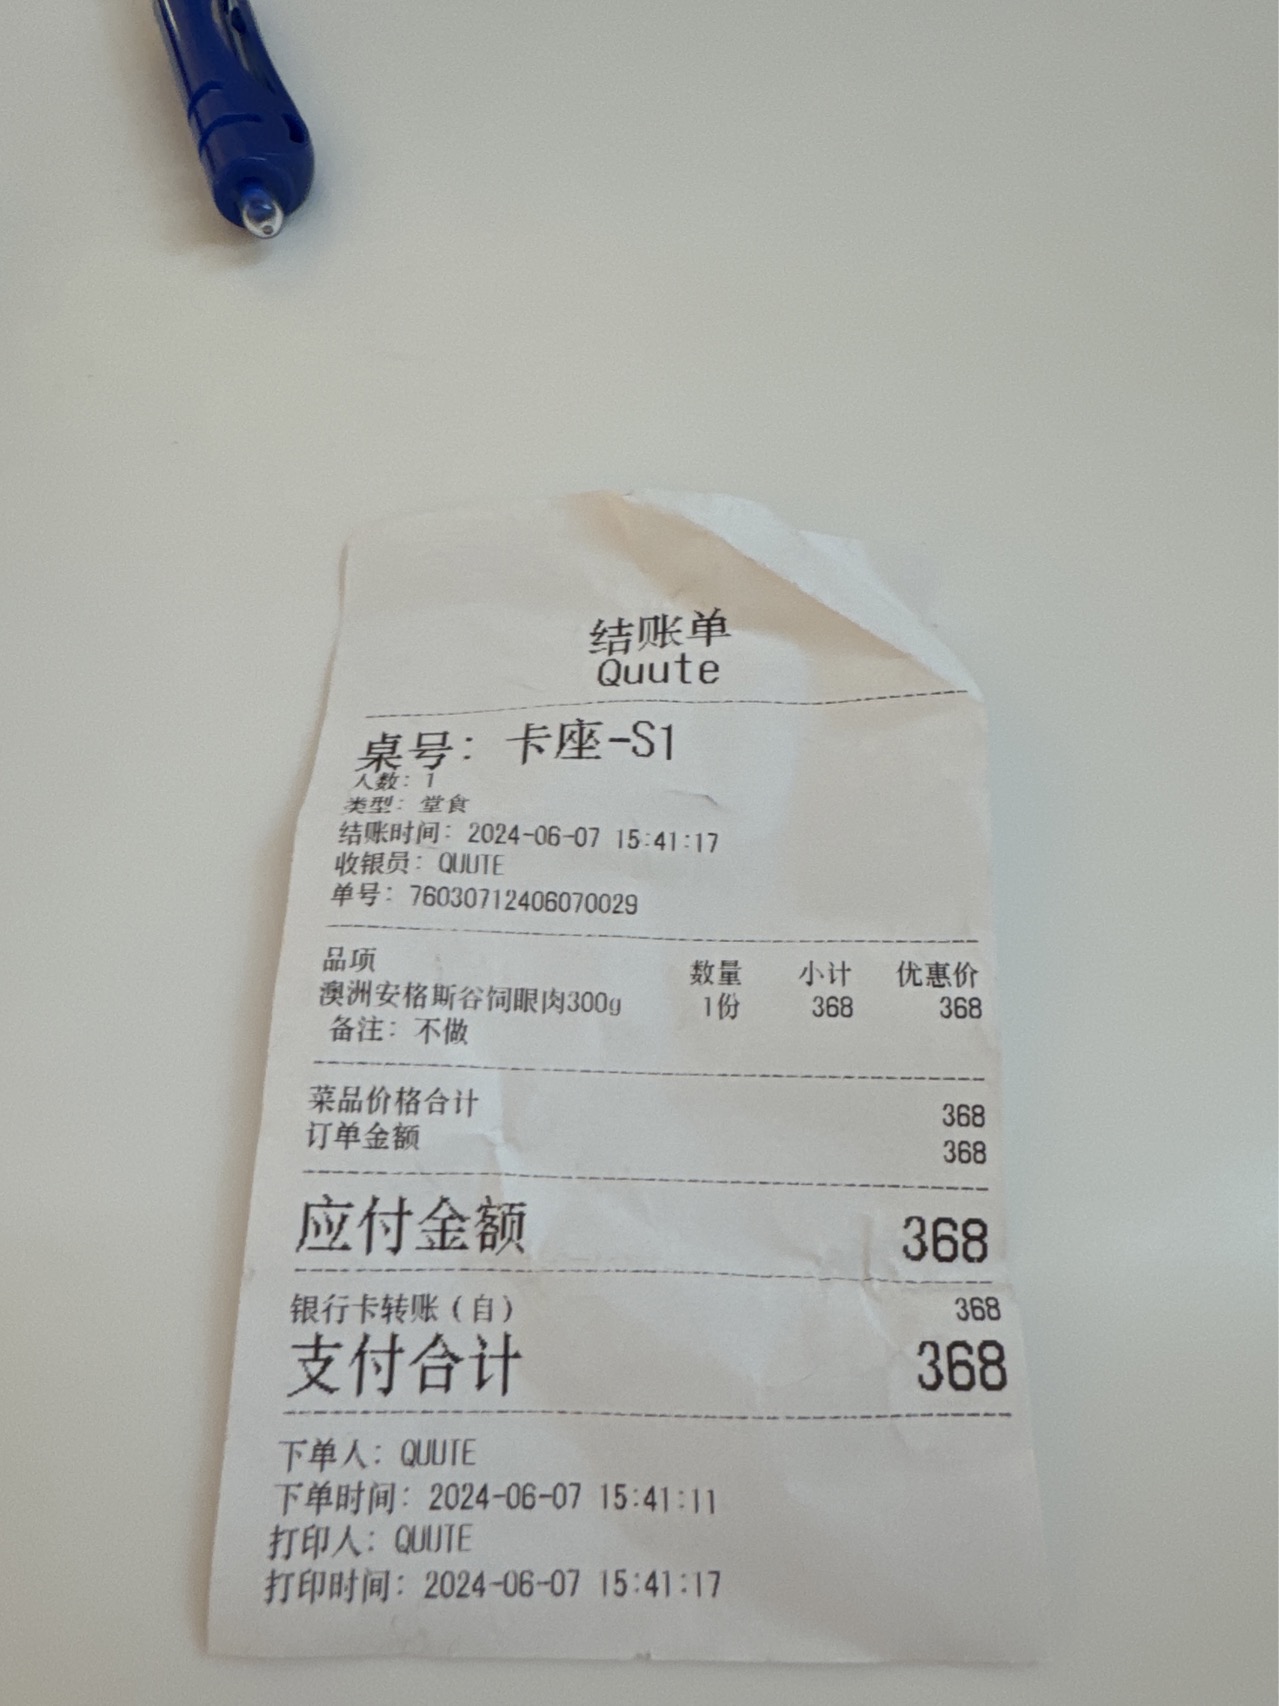 结账单
Quute
桌号：卡座-S1
人数：1
类型：堂食
结账时间：2024-06-07 15:41:17
收银员：QUUTE
单号：76030712406070029
品项 数量 小计 优惠价
澳洲安格斯谷饲眼肉300g 1份 368 368
备注：不做
菜品价格合计 368
订单金额 368
应付金额 368
银行卡转账（自） 368
支付合计 368
下单人：QUUTE
下单时间：2024-06-07 15:41:11
打印人：QUUTE
打印时间：2024-06-07 15:41:17